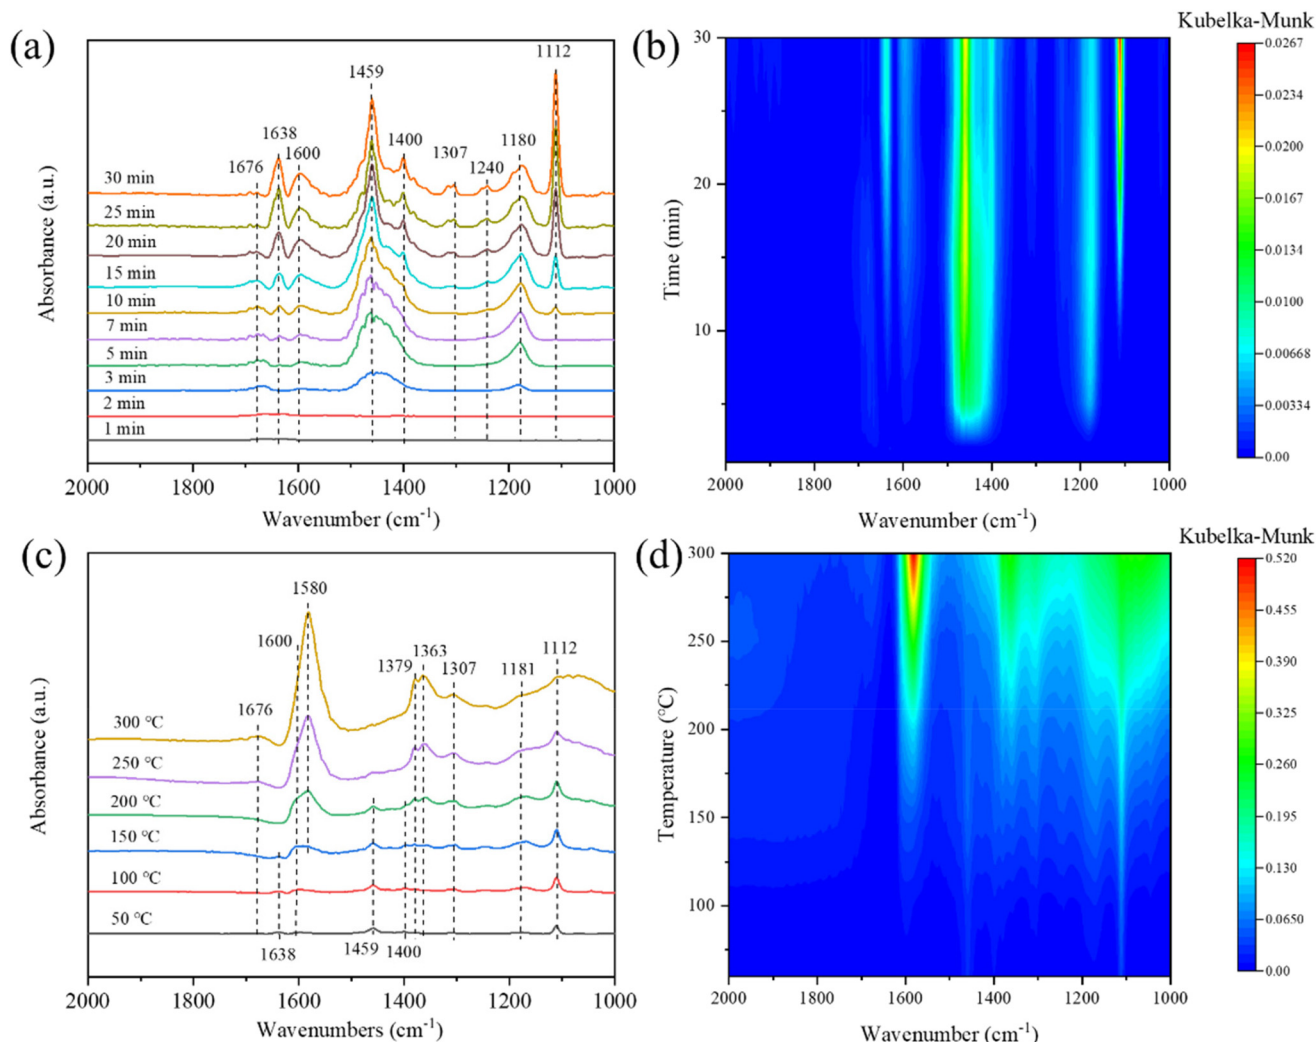 (a)
1112
1459
1638
1400
1180
1676
1600
1307
1240
30 min
25 min
20 min
15 min
10 min
7 min
5 min
3 min
2 min
1 min
Absorbance (a.u.)
2000 1800 1600 1400 1200 1000
Wavenumber (cm-1)
(b)
Kubelka-Munk
30
20
10
Time (min)
2000 1800 1600 1400 1200 1000
Wavenumber (cm-1)
0.0267
0.0234
0.0200
0.0167
0.0134
0.0100
0.00668
0.00334
0.00
(c)
1580
1600
1379 1363
1307
1181
1112
1676
300 °C
250 °C
200 °C
150 °C
100 °C
50 °C
1638
1459
1400
Absorbance (a.u.)
2000 1800 1600 1400 1200 1000
Wavenumbers (cm-1)
(d)
Kubelka-Munk
300
250
200
150
100
Temperature (°C)
2000 1800 1600 1400 1200 1000
Wavenumber (cm-1)
0.520
0.455
0.390
0.325
0.260
0.195
0.130
0.0650
0.00